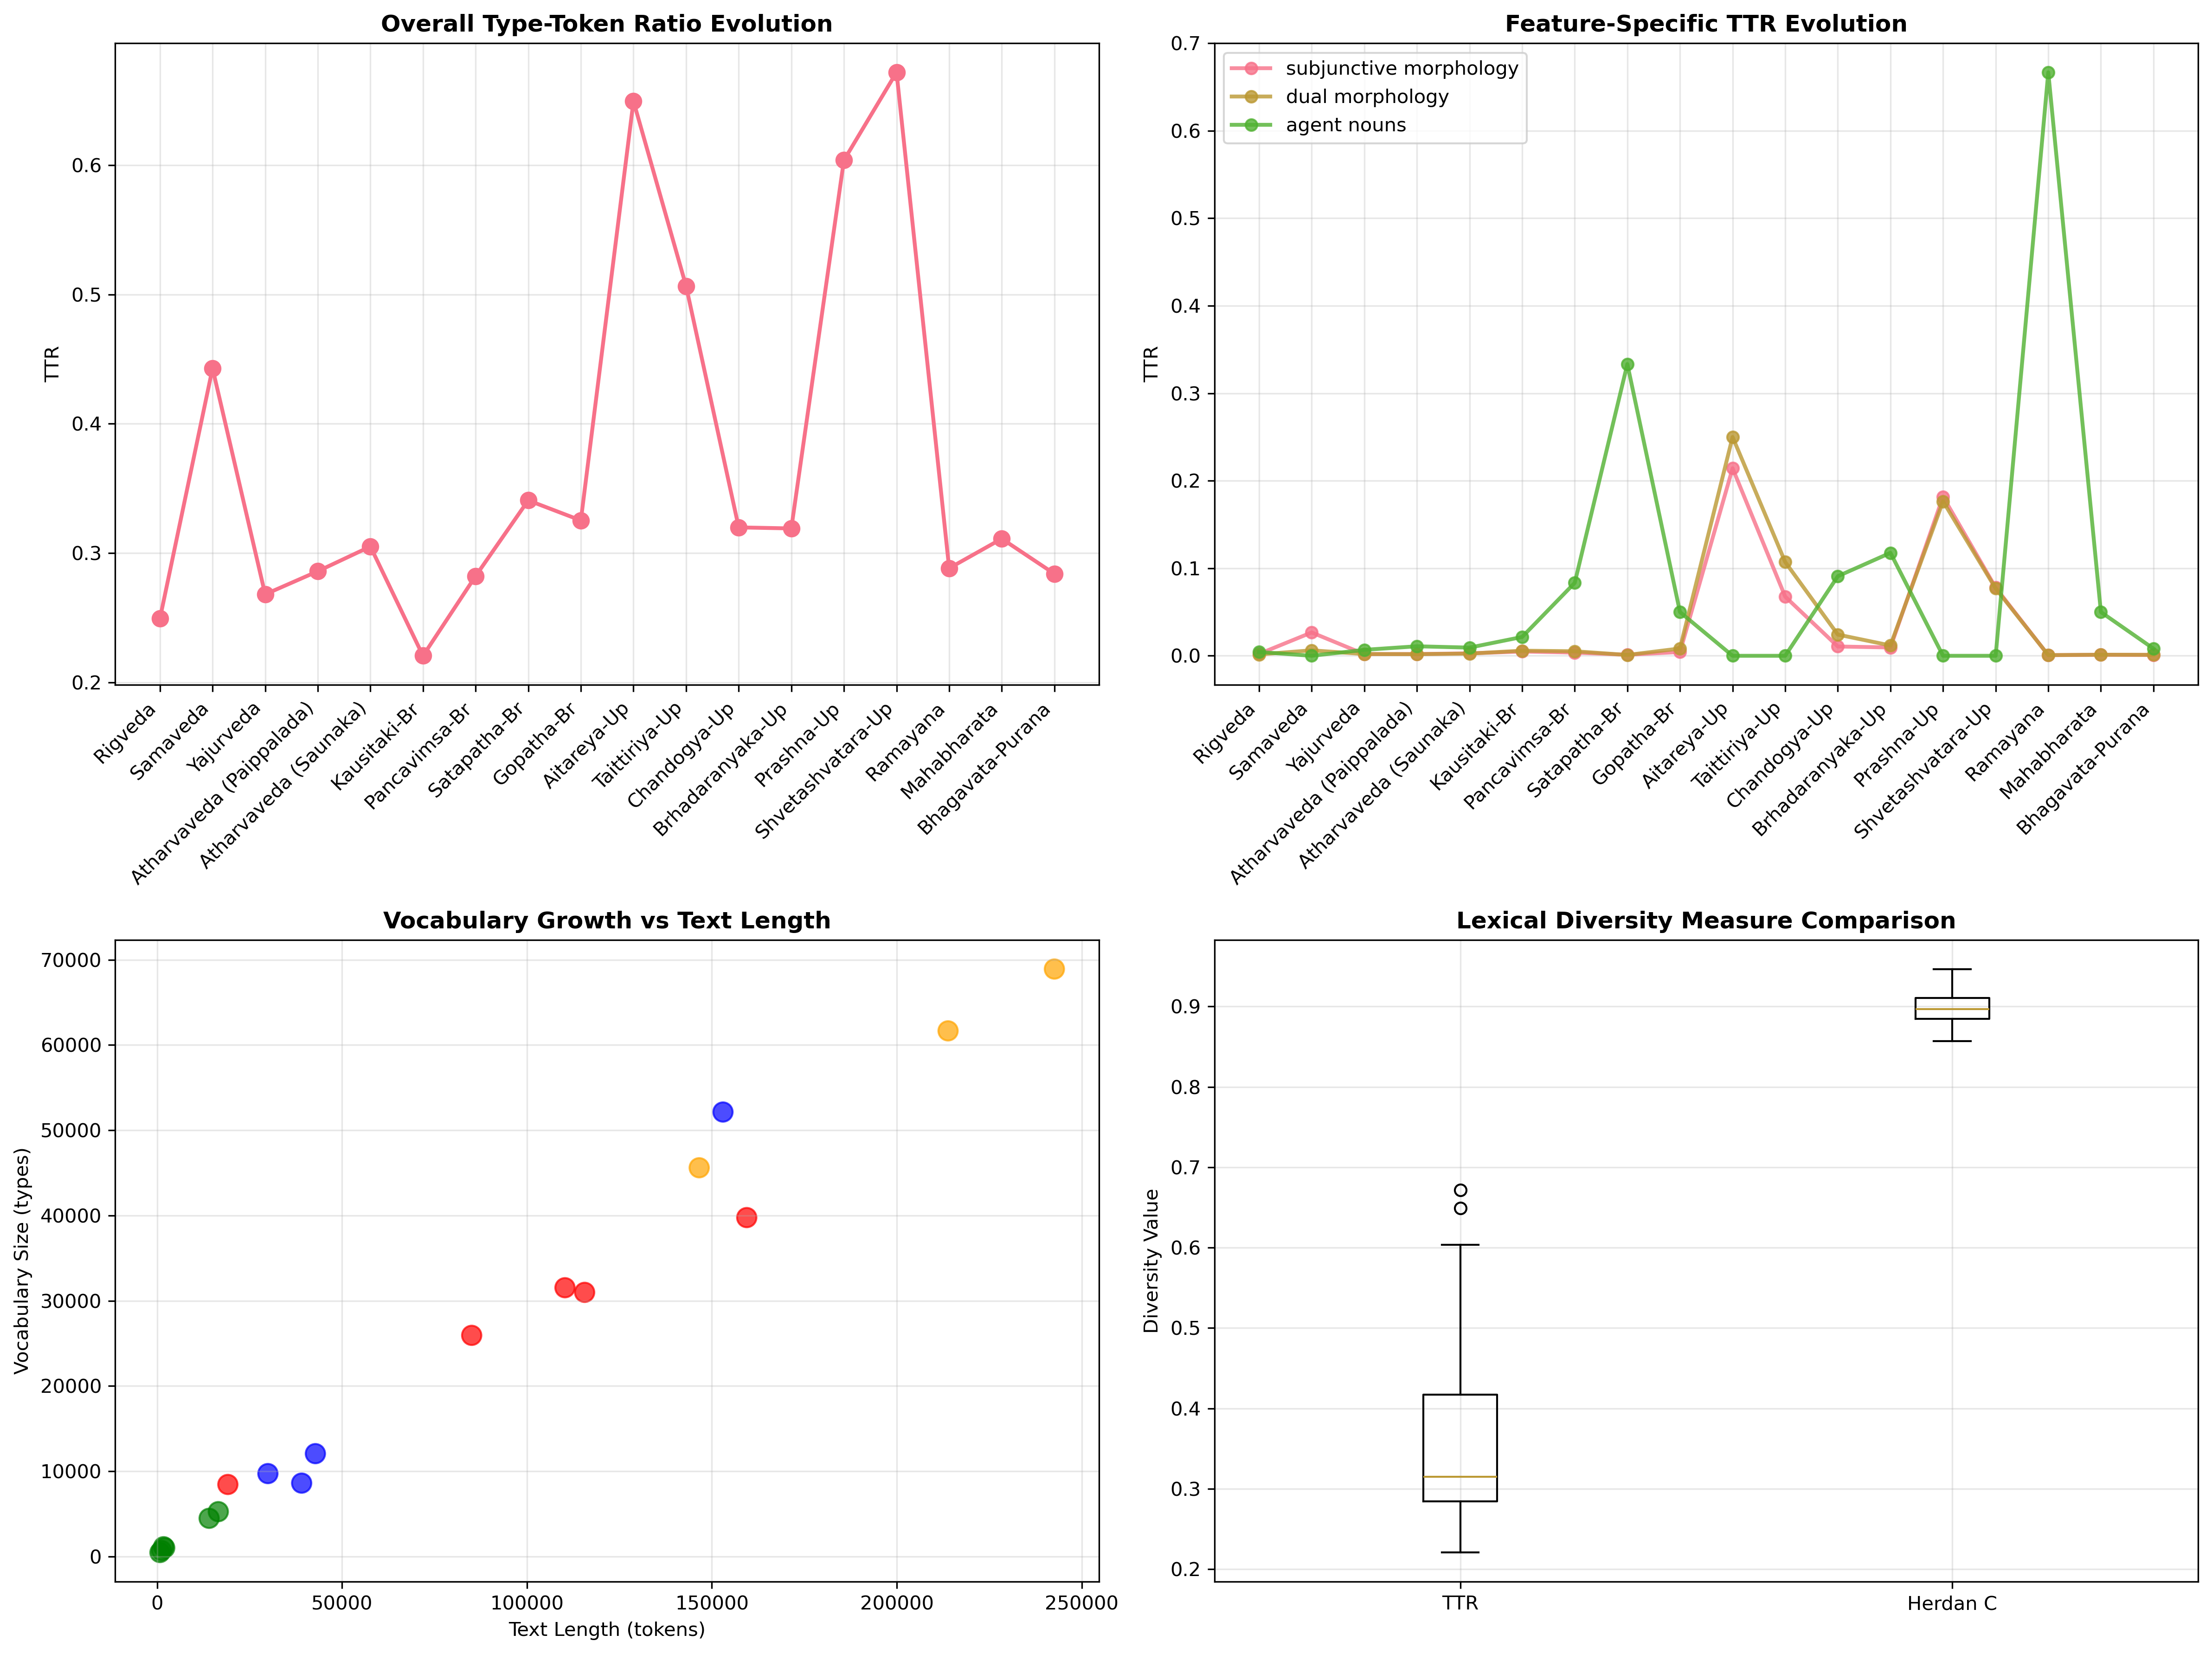 Overall Type-Token Ratio Evolution
TTR
0.6
0.5
0.4
0.3
0.2
Rigveda
Samaveda
Yajurveda
Atharvaveda (Paippalada)
Atharveda (Saunaka)
Kausitaki-Br
Pancavimsa-Br
Satapatha-Br
Gopatha-Br
Aitareya-Up
Taittiriya-Up
Chandogya-Up
Brhadaranyaka-Up
Prashna-Up
Shvetashvatara-Up
Ramayana
Mahabharata
Bhagavata-Purana
Feature-Specific TTR Evolution
subjunctive morphology
dual morphology
agent nouns
TTR
0.7
0.6
0.5
0.4
0.3
0.2
0.1
0.0
Rigveda
Samaveda
Yajurveda
Atharvaveda (Paippalada)
Atharveda (Saunaka)
Kausitaki-Br
Pancavimsa-Br
Satapatha-Br
Gopatha-Br
Aitareya-Up
Taittiriya-Up
Chandogya-Up
Brhadaranyaka-Up
Prashna-Up
Shvetashvatara-Up
Ramayana
Mahabharata
Bhagavata-Purana
Vocabulary Growth vs Text Length
Vocabulary Size (types)
70000
60000
50000
40000
30000
20000
10000
0
0 50000 100000 150000 200000 250000
Text Length (tokens)
Lexical Diversity Measure Comparison
Diversity Value
0.9
0.8
0.7
0.6
0.5
0.4
0.3
0.2
TTR Herdan C